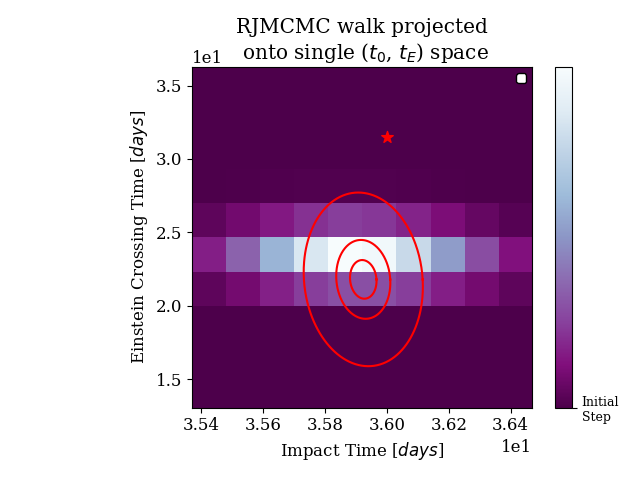 RJMCMC walk projected
onto single (t₀, t_E) space
1e1
3.5
3.0
2.5
2.0
1.5
Einstein Crossing Time [days]
3.54 3.56 3.58 3.60 3.62 3.64
Impact Time [days]
1e1
Initial
Step